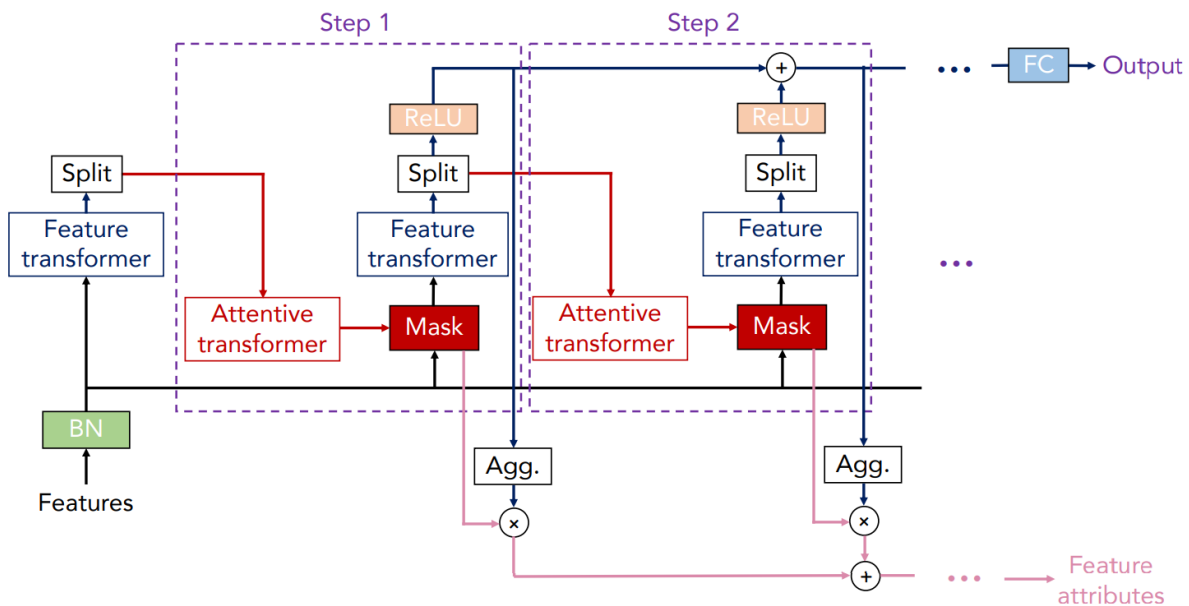 Step 1
Step 2
FC
Output
+
ReLU
ReLU
Split
Split
Split
Feature
transformer
Feature
transformer
Feature
transformer
Attentive
transformer
Mask
Attentive
transformer
Mask
BN
Features
Agg.
Agg.
×
×
+
Feature
attributes